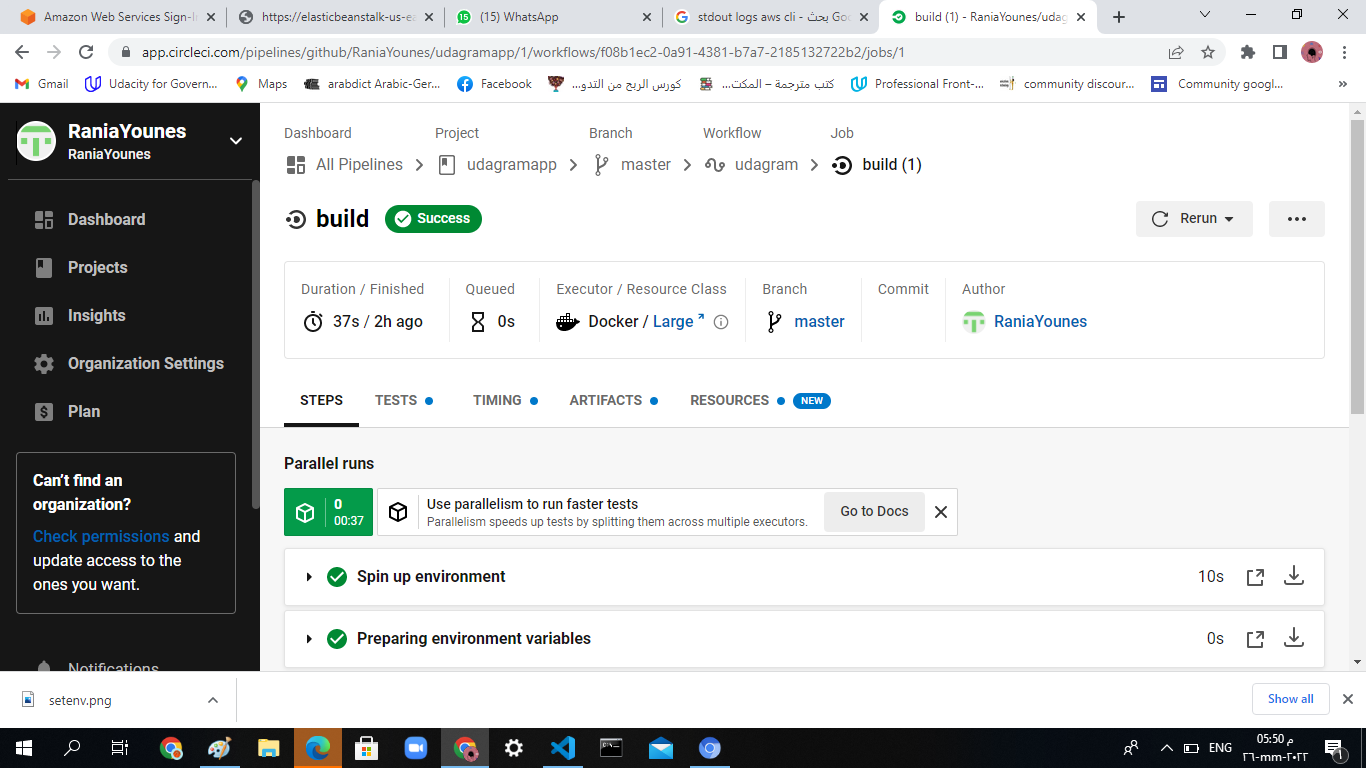 Amazon Web Services Sign-I
https://elasticbeanstalk-us-ea
(15) WhatsApp
stdout logs aws cli - بحث Goo
build (1) - RaniaYounes/udag
app.circleci.com/pipelines/github/RaniaYounes/udagramapp/1/workflows/f08b1ec2-0a91-4381-b7a7-2185132722b2/jobs/1
Gmail
Udacity for Govern...
Maps
arabdict Arabic-Ger...
Facebook
كورس الربح من التدو...
كتب مترجمة – المكت...
Professional Front-...
community discour...
Community googl...
»
RaniaYounes
RaniaYounes
Dashboard
Projects
Insights
Organization Settings
Plan
Can't find an
organization?
Check permissions and
update access to the
ones you want.
Notifications
Dashboard Project Branch Workflow Job
All Pipelines udagramapp master udagram build (1)
build Success
Rerun
Duration / Finished Queued Executor / Resource Class Branch Commit Author
37s / 2h ago 0s Docker / Large master RaniaYounes
STEPS TESTS TIMING ARTIFACTS RESOURCES NEW
Parallel runs
0
00:37
Use parallelism to run faster tests
Parallelism speeds up tests by splitting them across multiple executors.
Go to Docs
Spin up environment 10s
Preparing environment variables 0s
setenv.png
Show all
ENG
05:50 م
٢٦-mm-٢٠٢٢
1